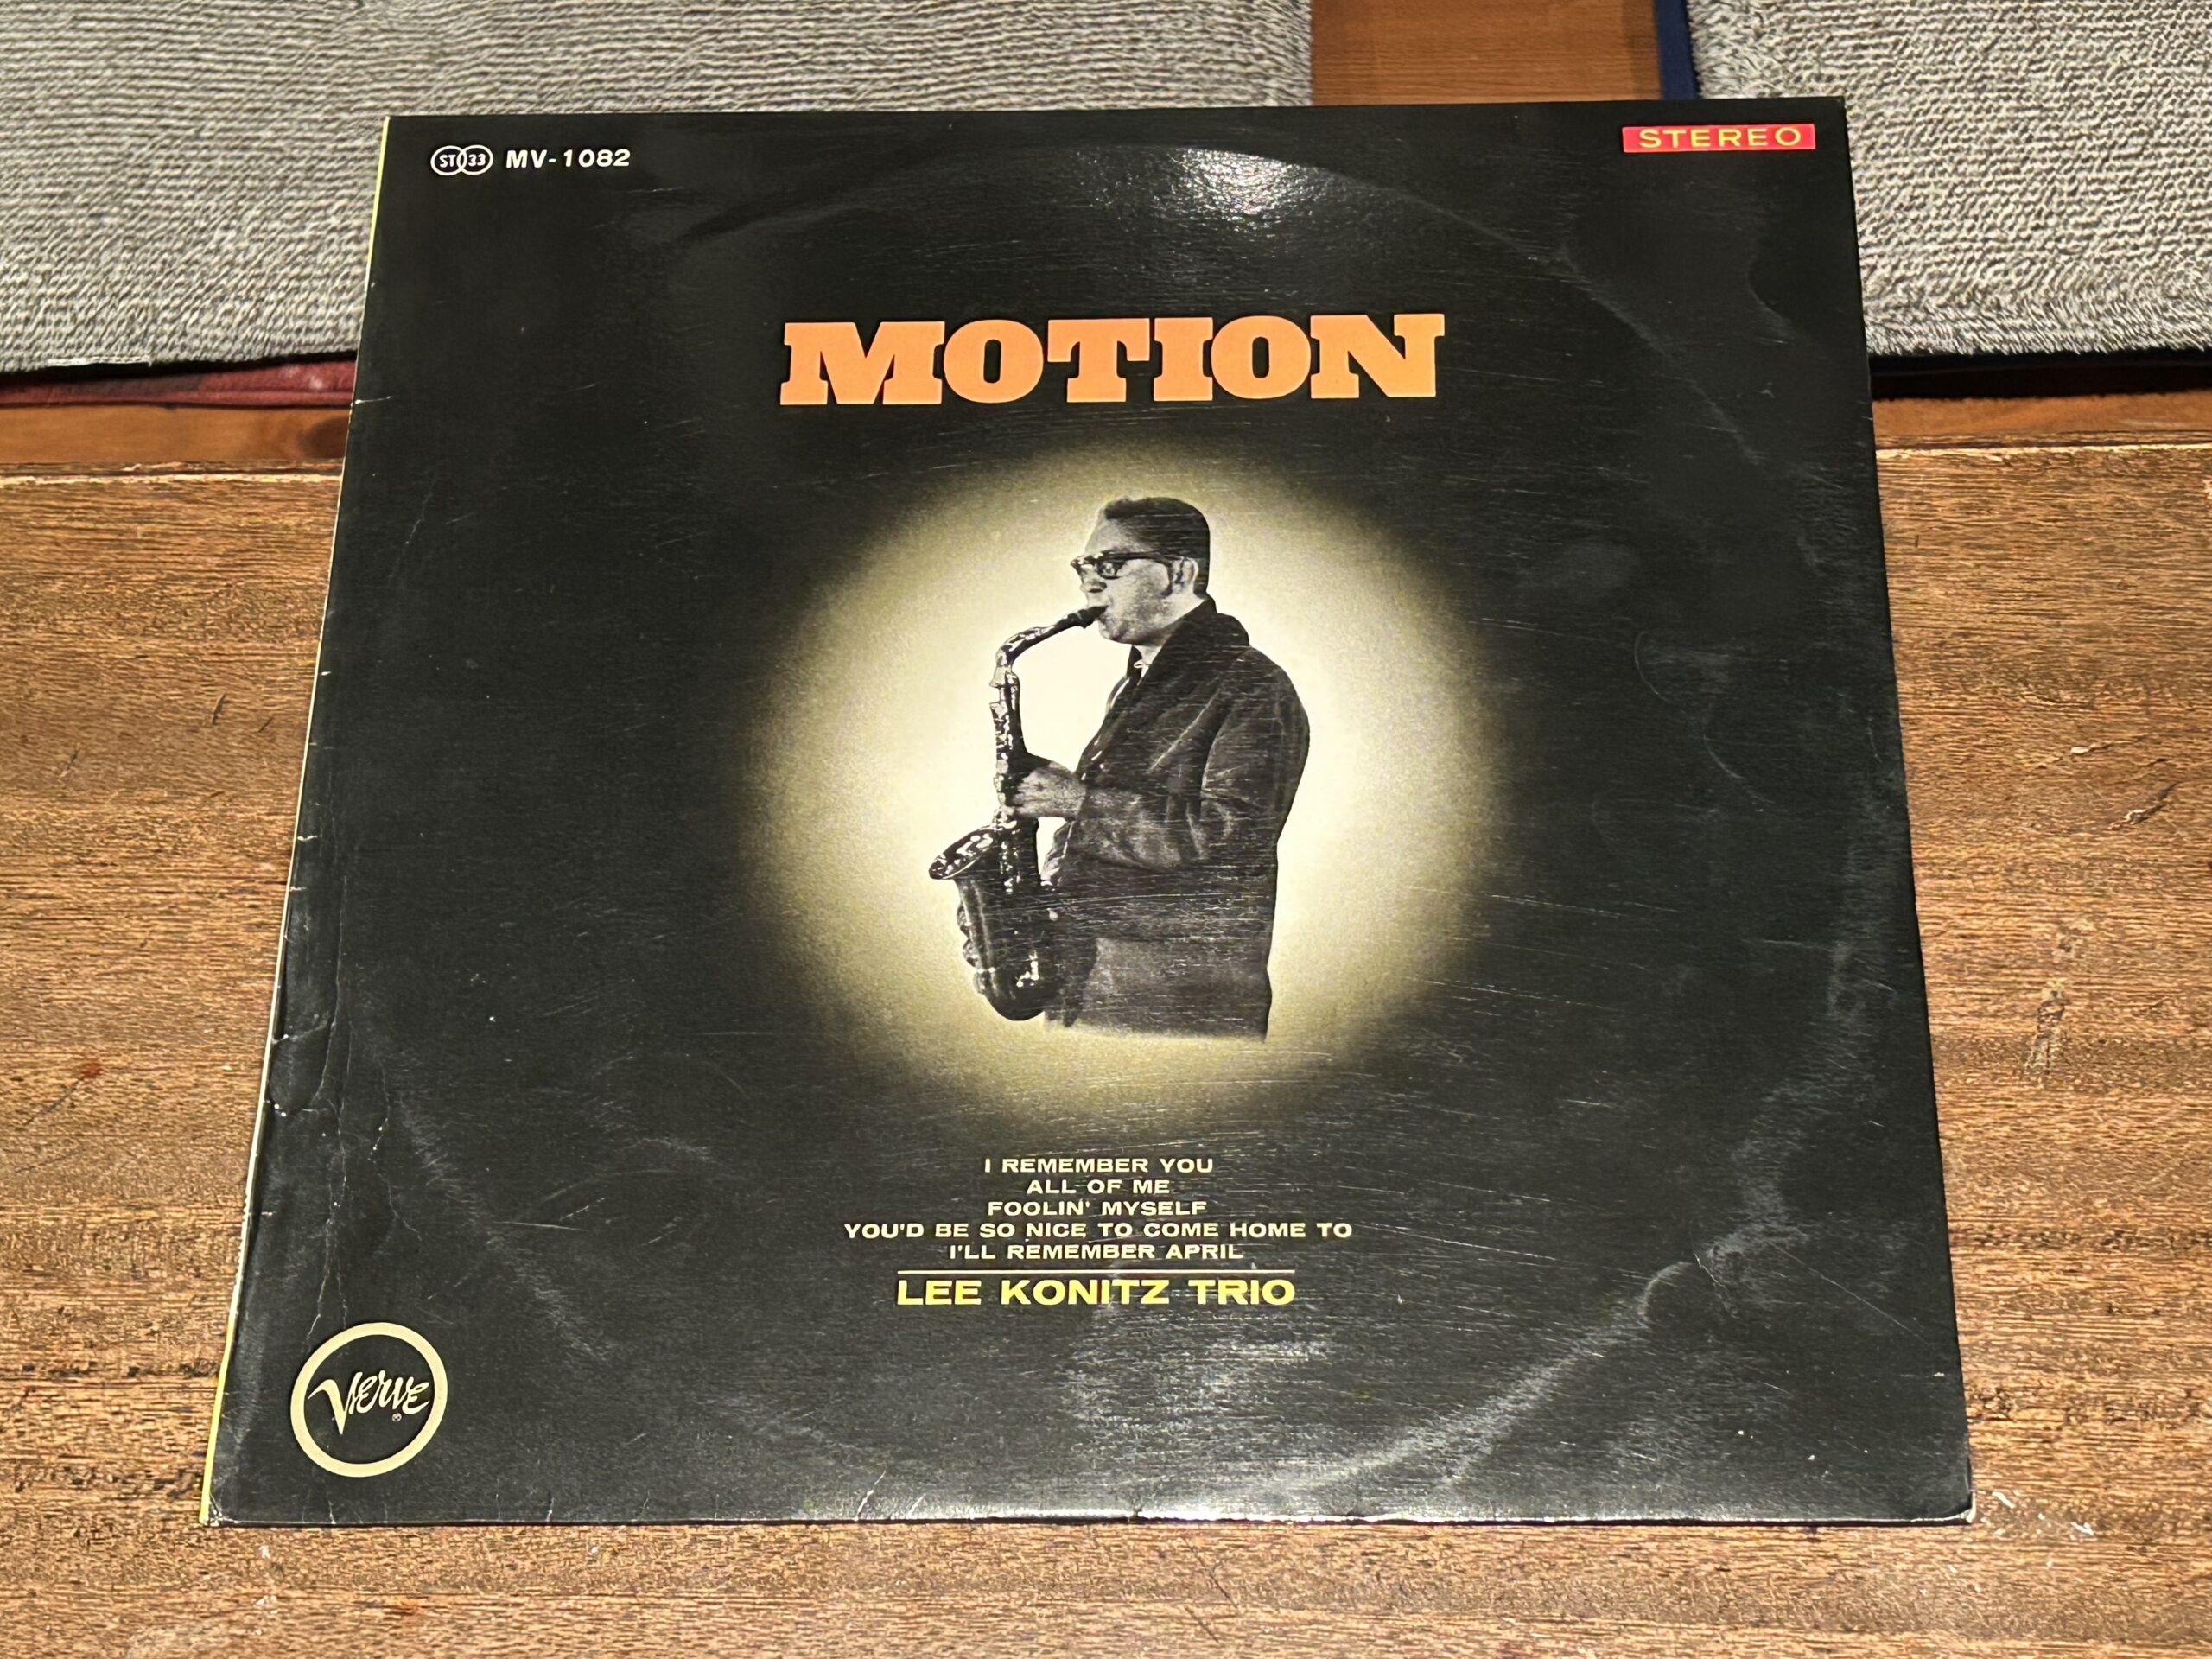 ST 33 MV-1082
STEREO
MOTION
I REMEMBER YOU
ALL OF ME
FOOLIN' MYSELF
YOU'D BE SO NICE TO COME HOME TO
I'LL REMEMBER APRIL
LEE KONITZ TRIO
Verve
®